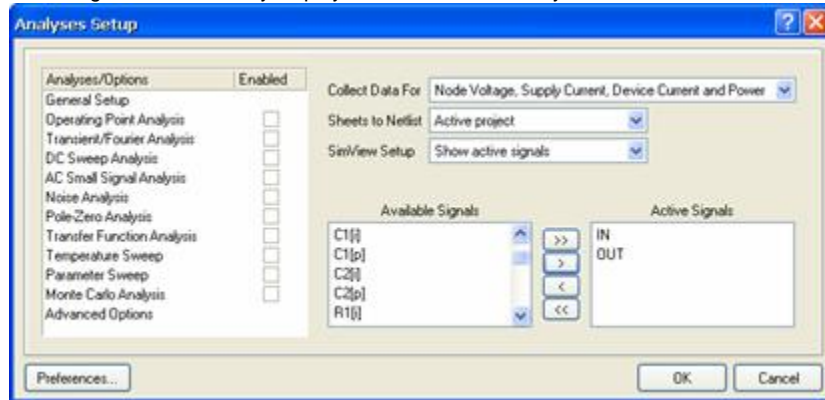 Analyses Setup
Analyses/Options Enabled
General Setup
Operating Point Analysis
Transient/Fourier Analysis
DC Sweep Analysis
AC Small Signal Analysis
Noise Analysis
Pole-Zero Analysis
Transfer Function Analysis
Temperature Sweep
Parameter Sweep
Monte Carlo Analysis
Advanced Options
Collect Data For Node Voltage, Supply Current, Device Current and Power
Sheets to Netlist Active project
SimView Setup Show active signals
Available Signals
C1[i]
C1[p]
C2[i]
C2[p]
R1[i]
>>
>
<
<<
Active Signals
IN
OUT
Preferences...
OK
Cancel